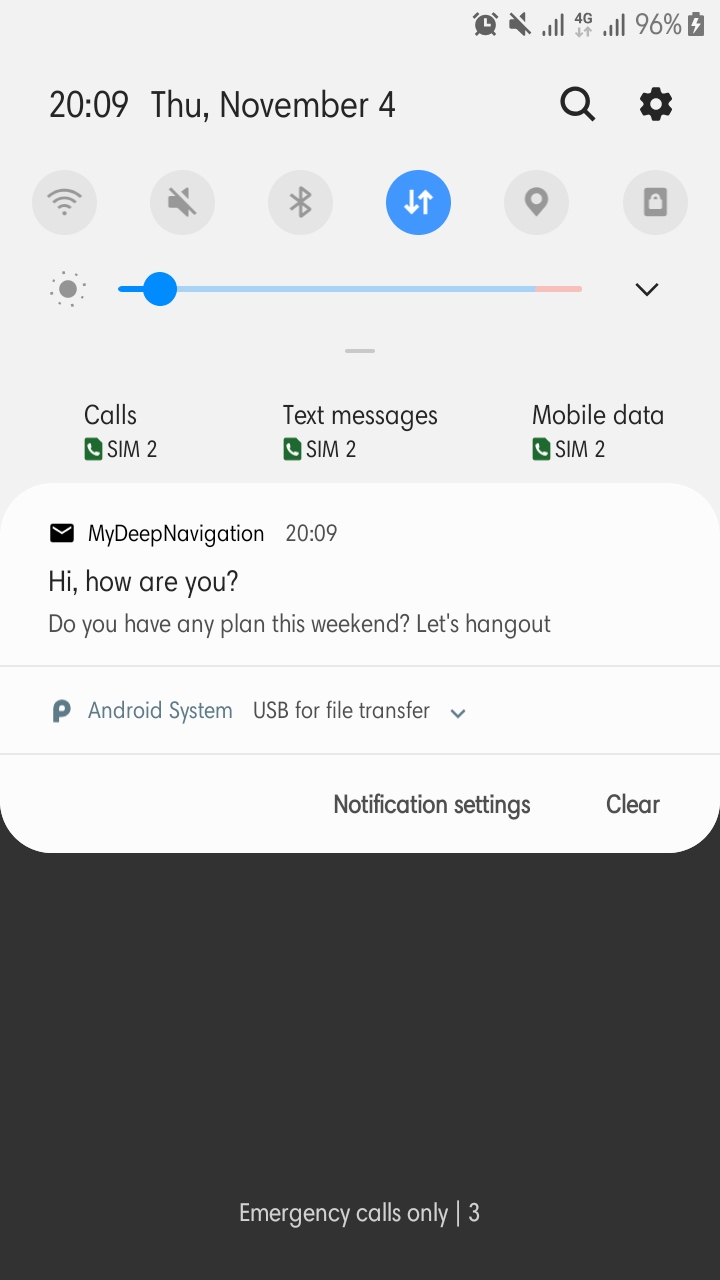 4G 96%
20:09 Thu, November 4
Calls Text messages Mobile data
SIM 2 SIM 2 SIM 2
MyDeepNavigation 20:09
Hi, how are you?
Do you have any plan this weekend? Let's hangout
Android System USB for file transfer
Notification settings Clear
Emergency calls only | 3